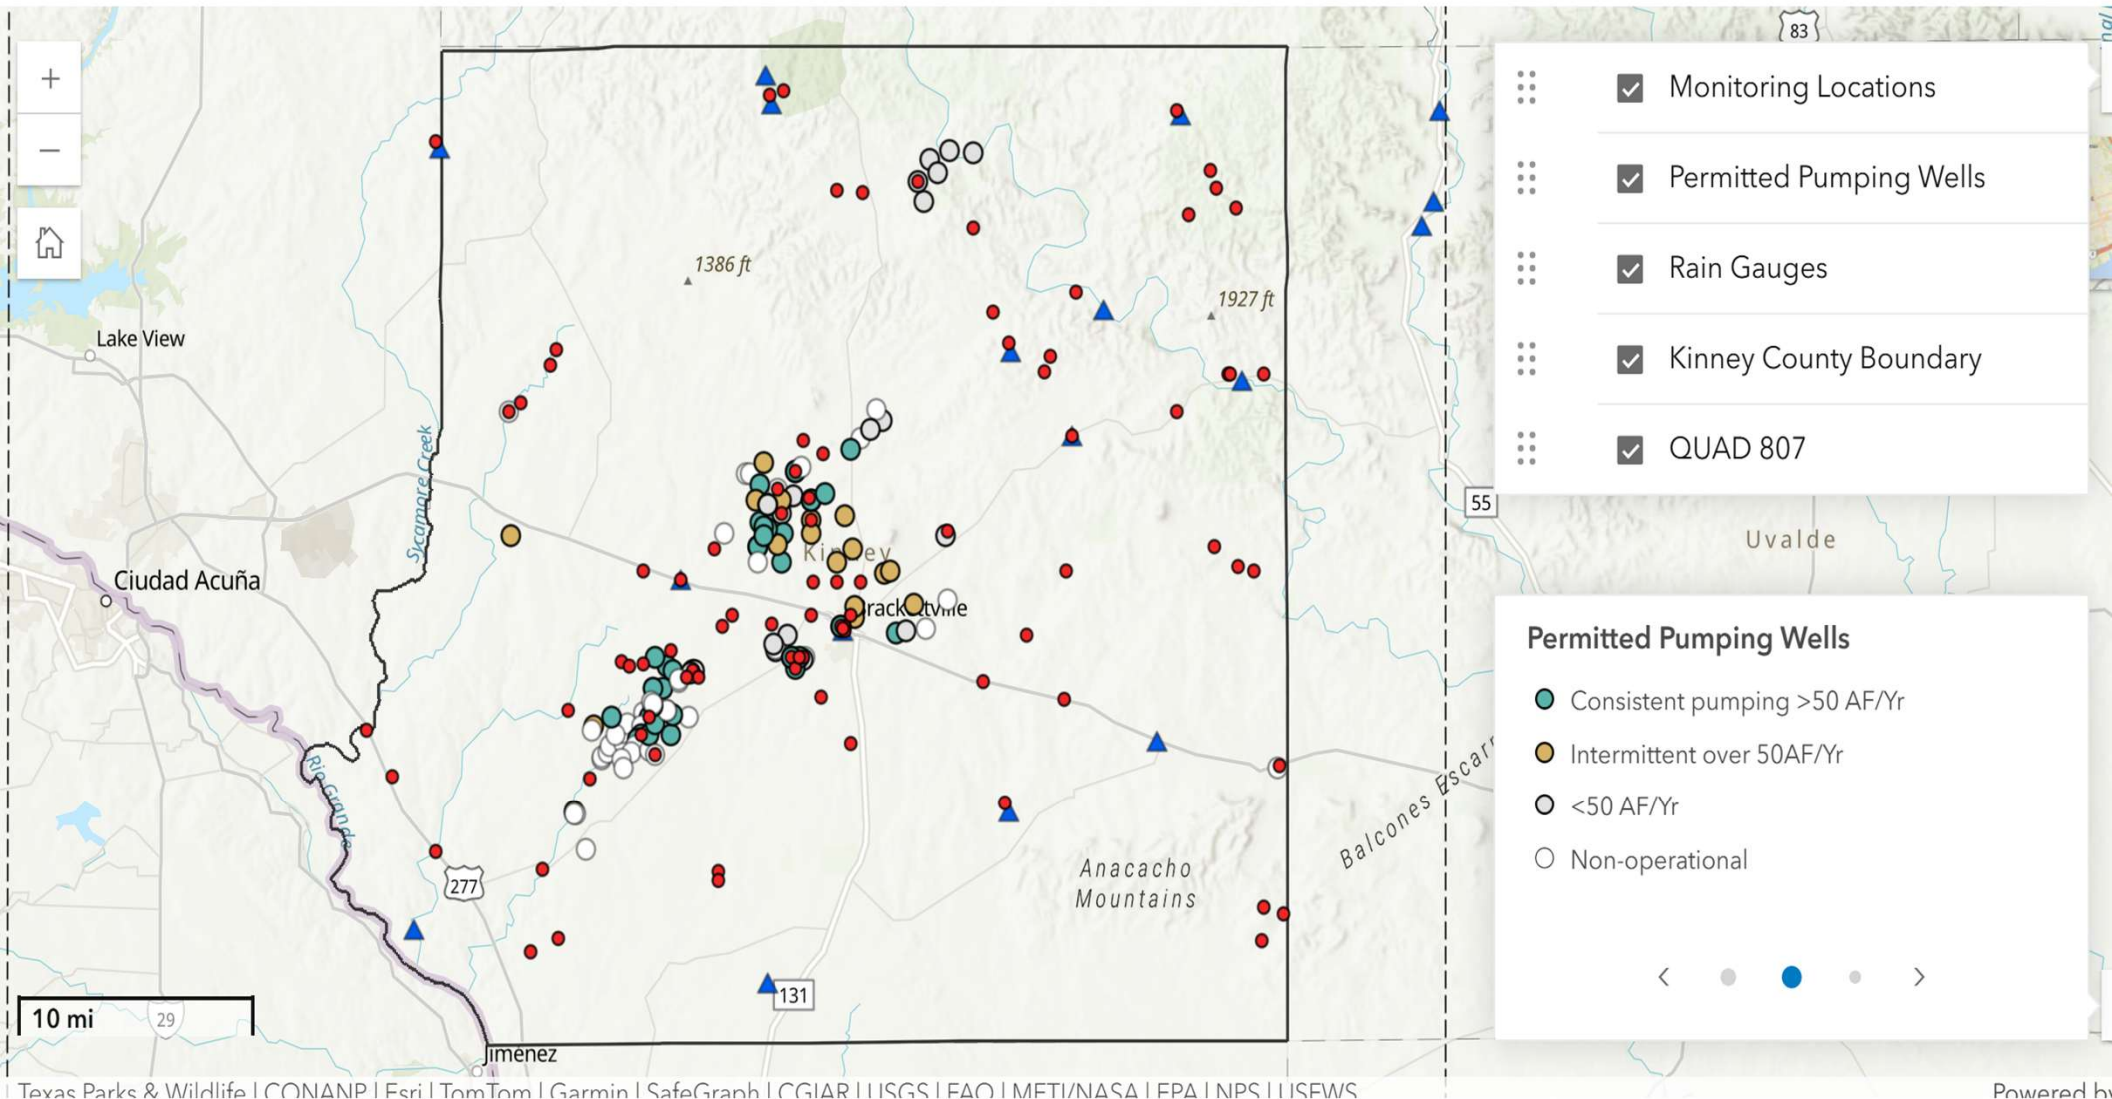 83
Monitoring Locations
Permitted Pumping Wells
Rain Gauges
Kinney County Boundary
QUAD 807
+
−
1386 ft
1927 ft
Lake View
Sycamore Creek
55
Uvalde
Kinney
Ciudad Acuña
Brackettville
Permitted Pumping Wells
Consistent pumping >50 AF/Yr
Intermittent over 50AF/Yr
<50 AF/Yr
Non-operational
Rio Grande
Balcones Escarr
277
Anacacho
Mountains
131
10 mi
29
Jiménez
Texas Parks & Wildlife | CONANP | Esri | TomTom | Garmin | SafeGraph | CGIAR | USGS | FAO | METI/NASA | EPA | NPS | USFWS
Powered by